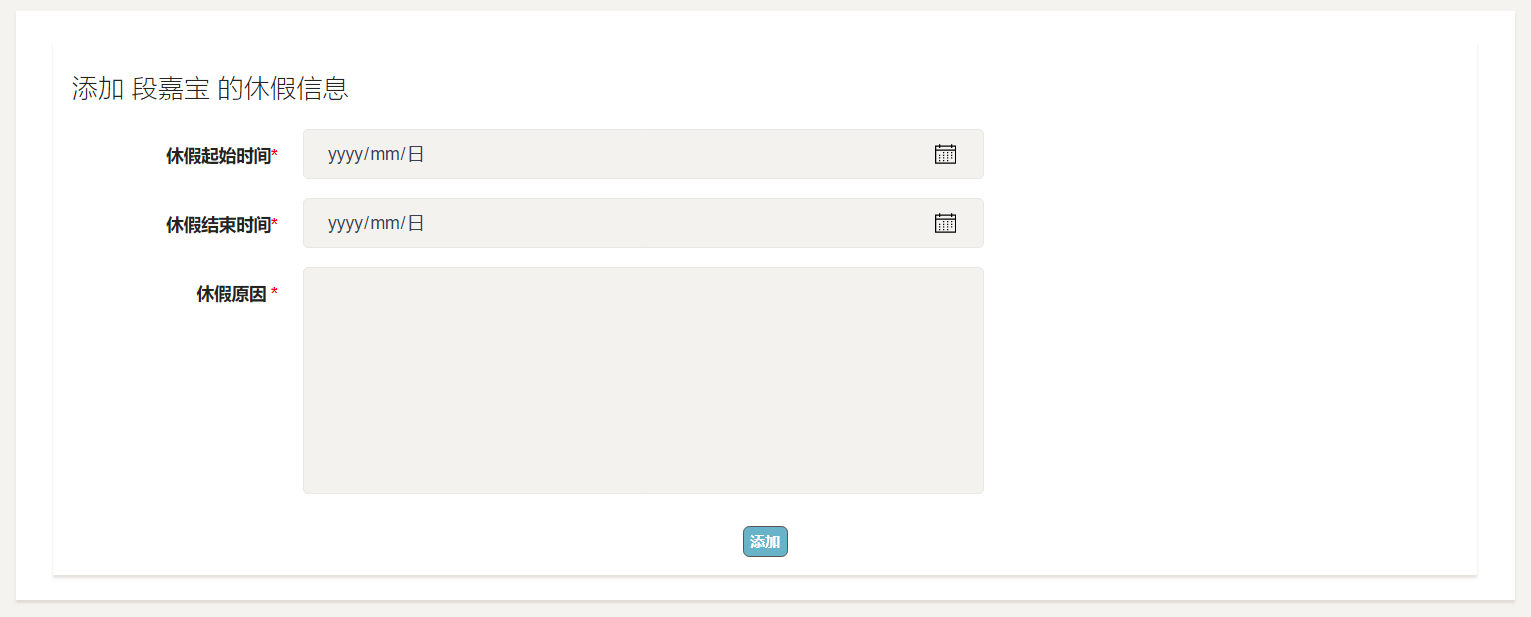 添加 段嘉宝 的休假信息
休假起始时间* yyyy/mm/日
休假结束时间* yyyy/mm/日
休假原因 *
添加